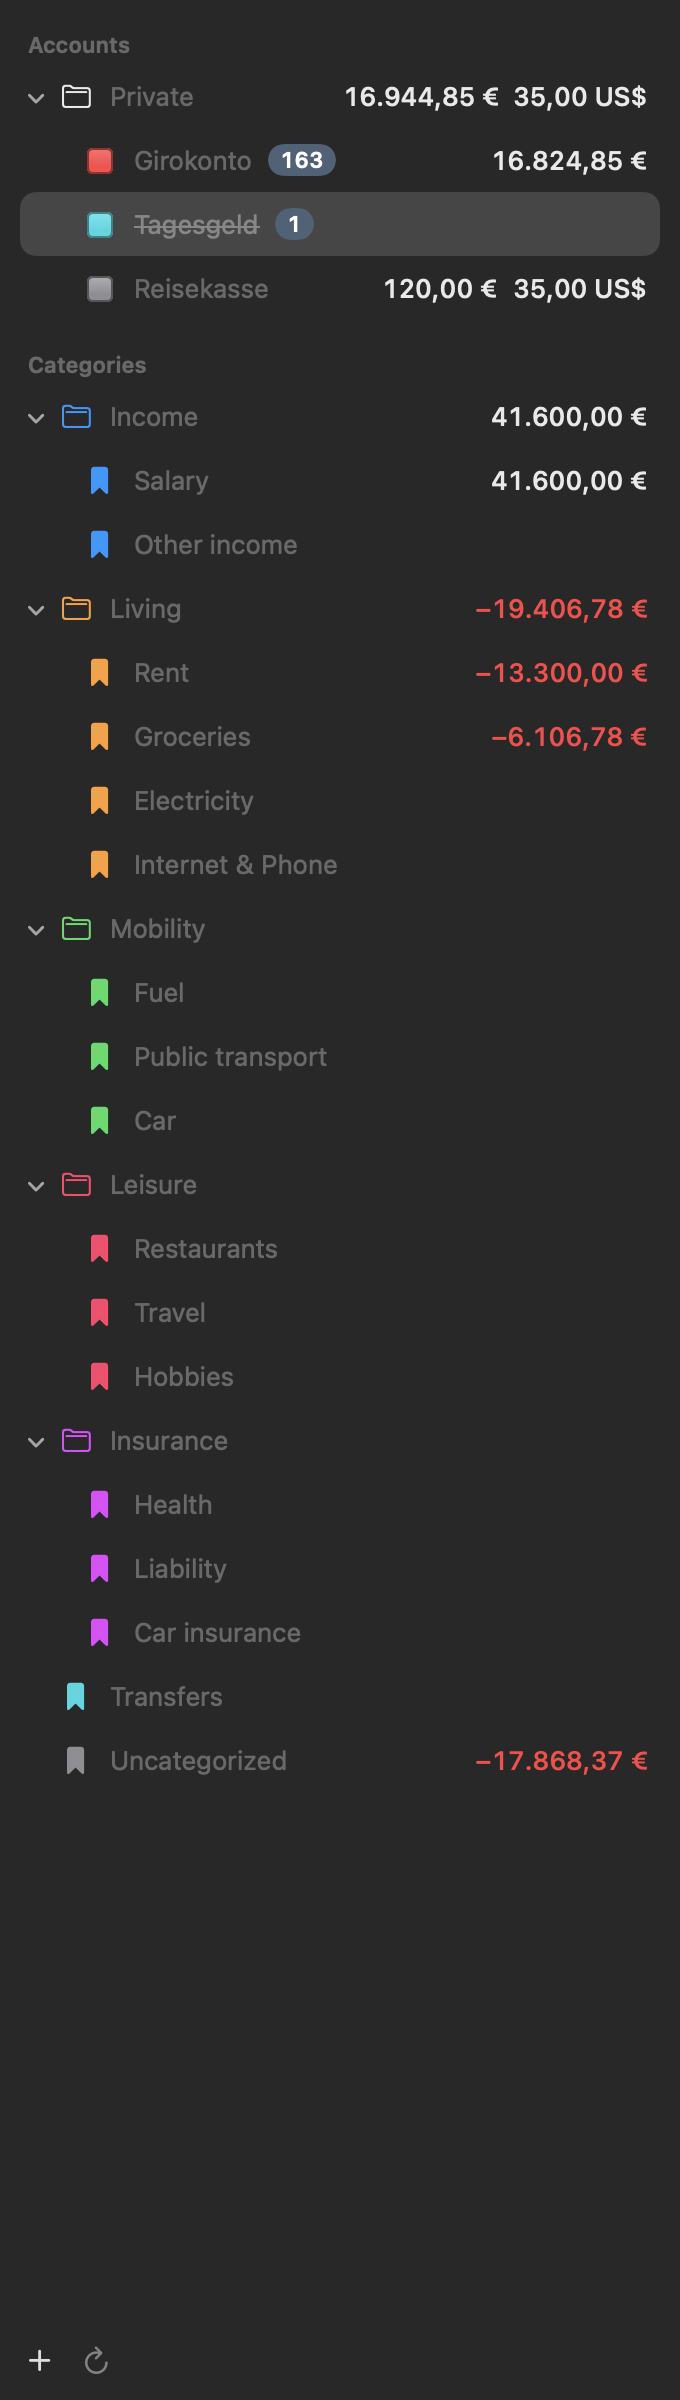 Accounts
Private 16.944,85 € 35,00 US$
Girokonto 163 16.824,85 €
Tagesgeld 1
Reisekasse 120,00 € 35,00 US$
Categories
Income 41.600,00 €
Salary 41.600,00 €
Other income
Living −19.406,78 €
Rent −13.300,00 €
Groceries −6.106,78 €
Electricity
Internet & Phone
Mobility
Fuel
Public transport
Car
Leisure
Restaurants
Travel
Hobbies
Insurance
Health
Liability
Car insurance
Transfers
Uncategorized −17.868,37 €